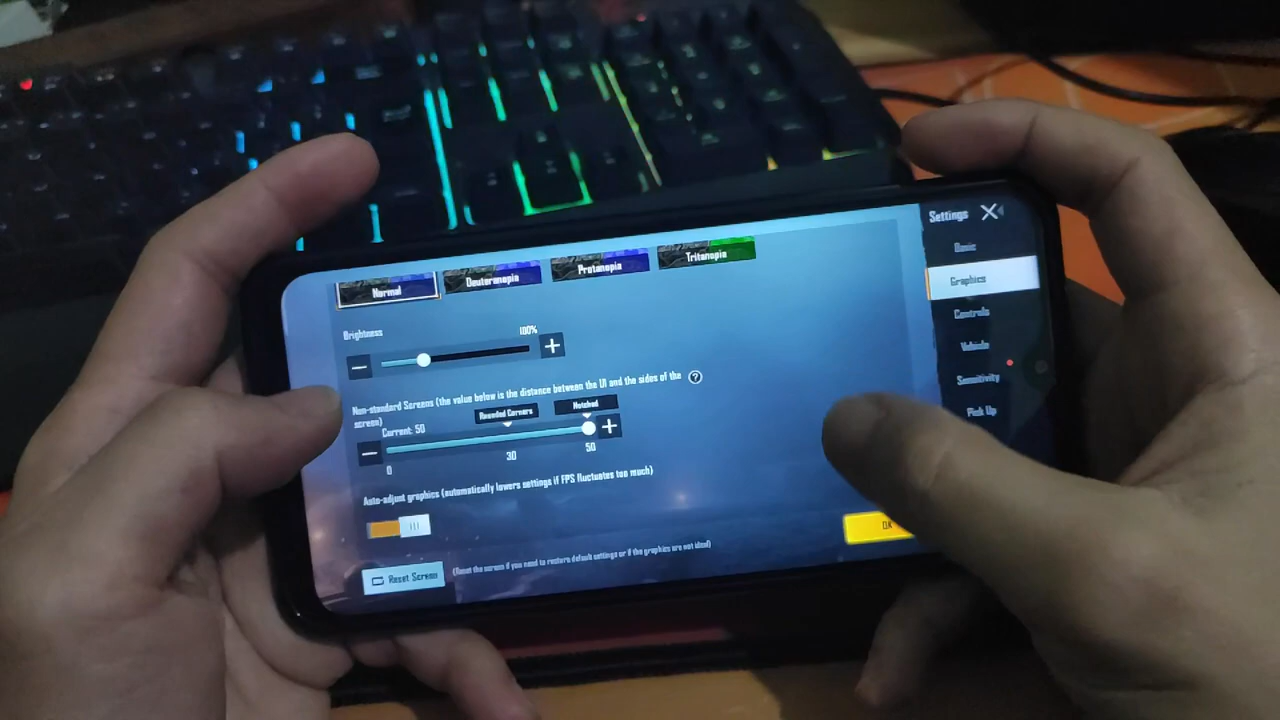 Settings
Basic
Graphics
Controls
Vehicle
Sensitivity
Pick Up
Normal
Deuteranopia
Protanopia
Tritanopia
Brightness
100%
Non-standard Screens (the value below is the distance between the UI and the sides of the
screen)
Current: 50
Rounded Corners
Notched
0
30
50
Auto-adjust graphics (automatically lowers settings if FPS fluctuates too much)
Reset Screen
(Reset the screen if you need to restore default settings or if the graphics are not ideal)
OK